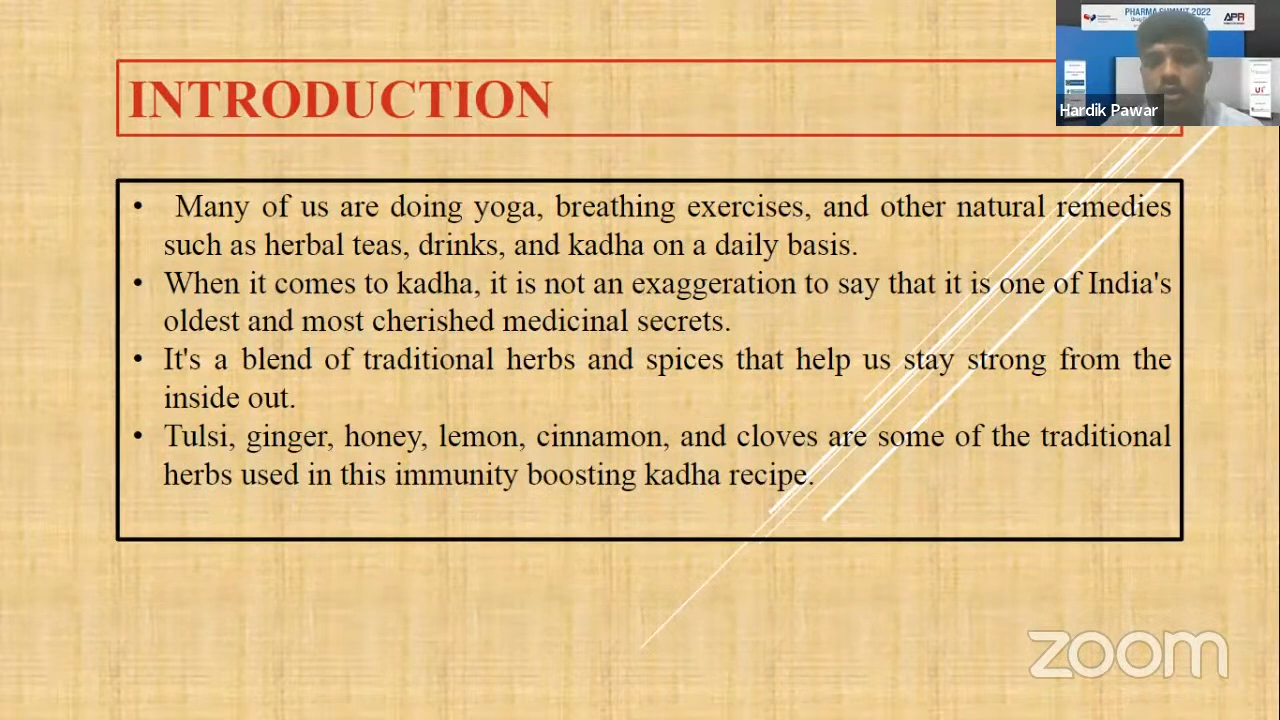 PHARMA SUMMIT 2022
APR
Hardik Pawar
INTRODUCTION
• Many of us are doing yoga, breathing exercises, and other natural remedies
such as herbal teas, drinks, and kadha on a daily basis.
• When it comes to kadha, it is not an exaggeration to say that it is one of India's
oldest and most cherished medicinal secrets.
• It's a blend of traditional herbs and spices that help us stay strong from the
inside out.
• Tulsi, ginger, honey, lemon, cinnamon, and cloves are some of the traditional
herbs used in this immunity boosting kadha recipe.
zoom